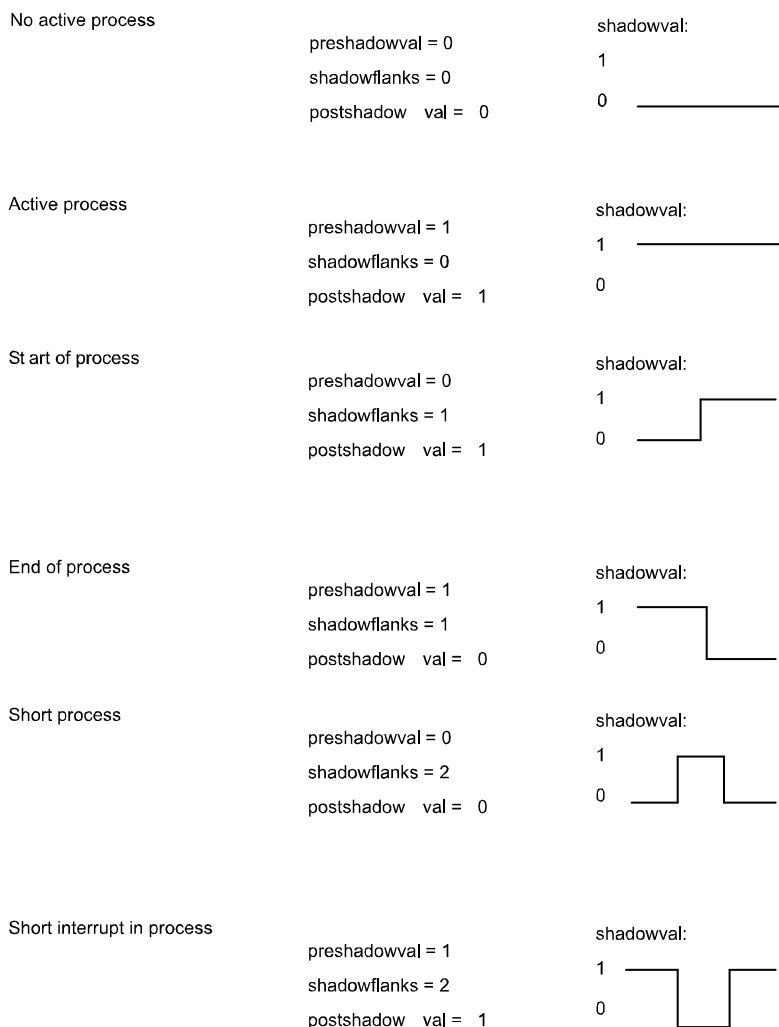 No active process
preshadowval = 0
shadowflanks = 0
postshadow val = 0
shadowval:
1
0
Active process
preshadowval = 1
shadowflanks = 0
postshadow val = 1
shadowval:
1
0
St art of process
preshadowval = 0
shadowflanks = 1
postshadow val = 1
shadowval:
1
0
End of process
preshadowval = 1
shadowflanks = 1
postshadow val = 0
shadowval:
1
0
Short process
preshadowval = 0
shadowflanks = 2
postshadow val = 0
shadowval:
1
0
Short interrupt in process
preshadowval = 1
shadowflanks = 2
postshadow val = 1
shadowval:
1
0